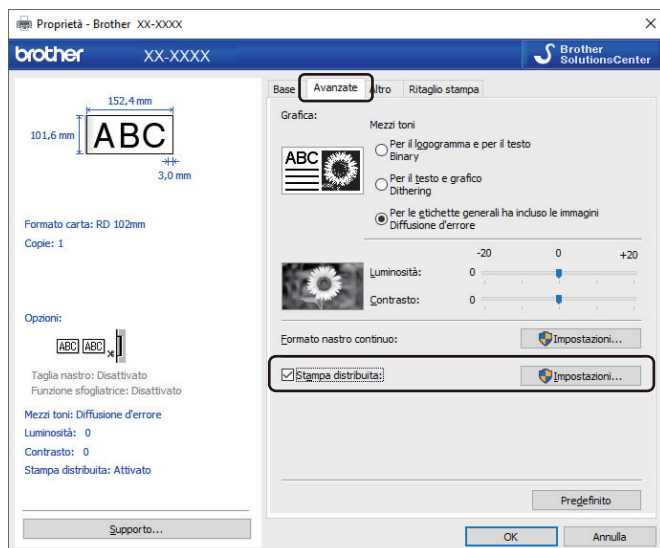 Proprietà - Brother XX-XXXX
brother XX-XXXX
Brother
SolutionsCenter
152,4 mm
101,6 mm
ABC
3,0 mm
Formato carta: RD 102mm
Copie: 1
Opzioni:
ABC ABC
Taglia nastro: Disattivato
Funzione sfogliatrice: Disattivato
Mezzi toni: Diffusione d'errore
Luminosità: 0
Contrasto: 0
Stampa distribuita: Attivato
Supporto...
Base Avanzate Altro Ritaglio stampa
Grafica:
ABC
Mezzi toni
Per il logogramma e per il testo
Binary
Per il testo e grafico
Dithering
Per le etichette generali ha incluso le immagini
Diffusione d'errore
-20 0 +20
Luminosità: 0
Contrasto: 0
Formato nastro continuo: Impostazioni...
Stampa distribuita: Impostazioni...
Predefinito
OK Annulla